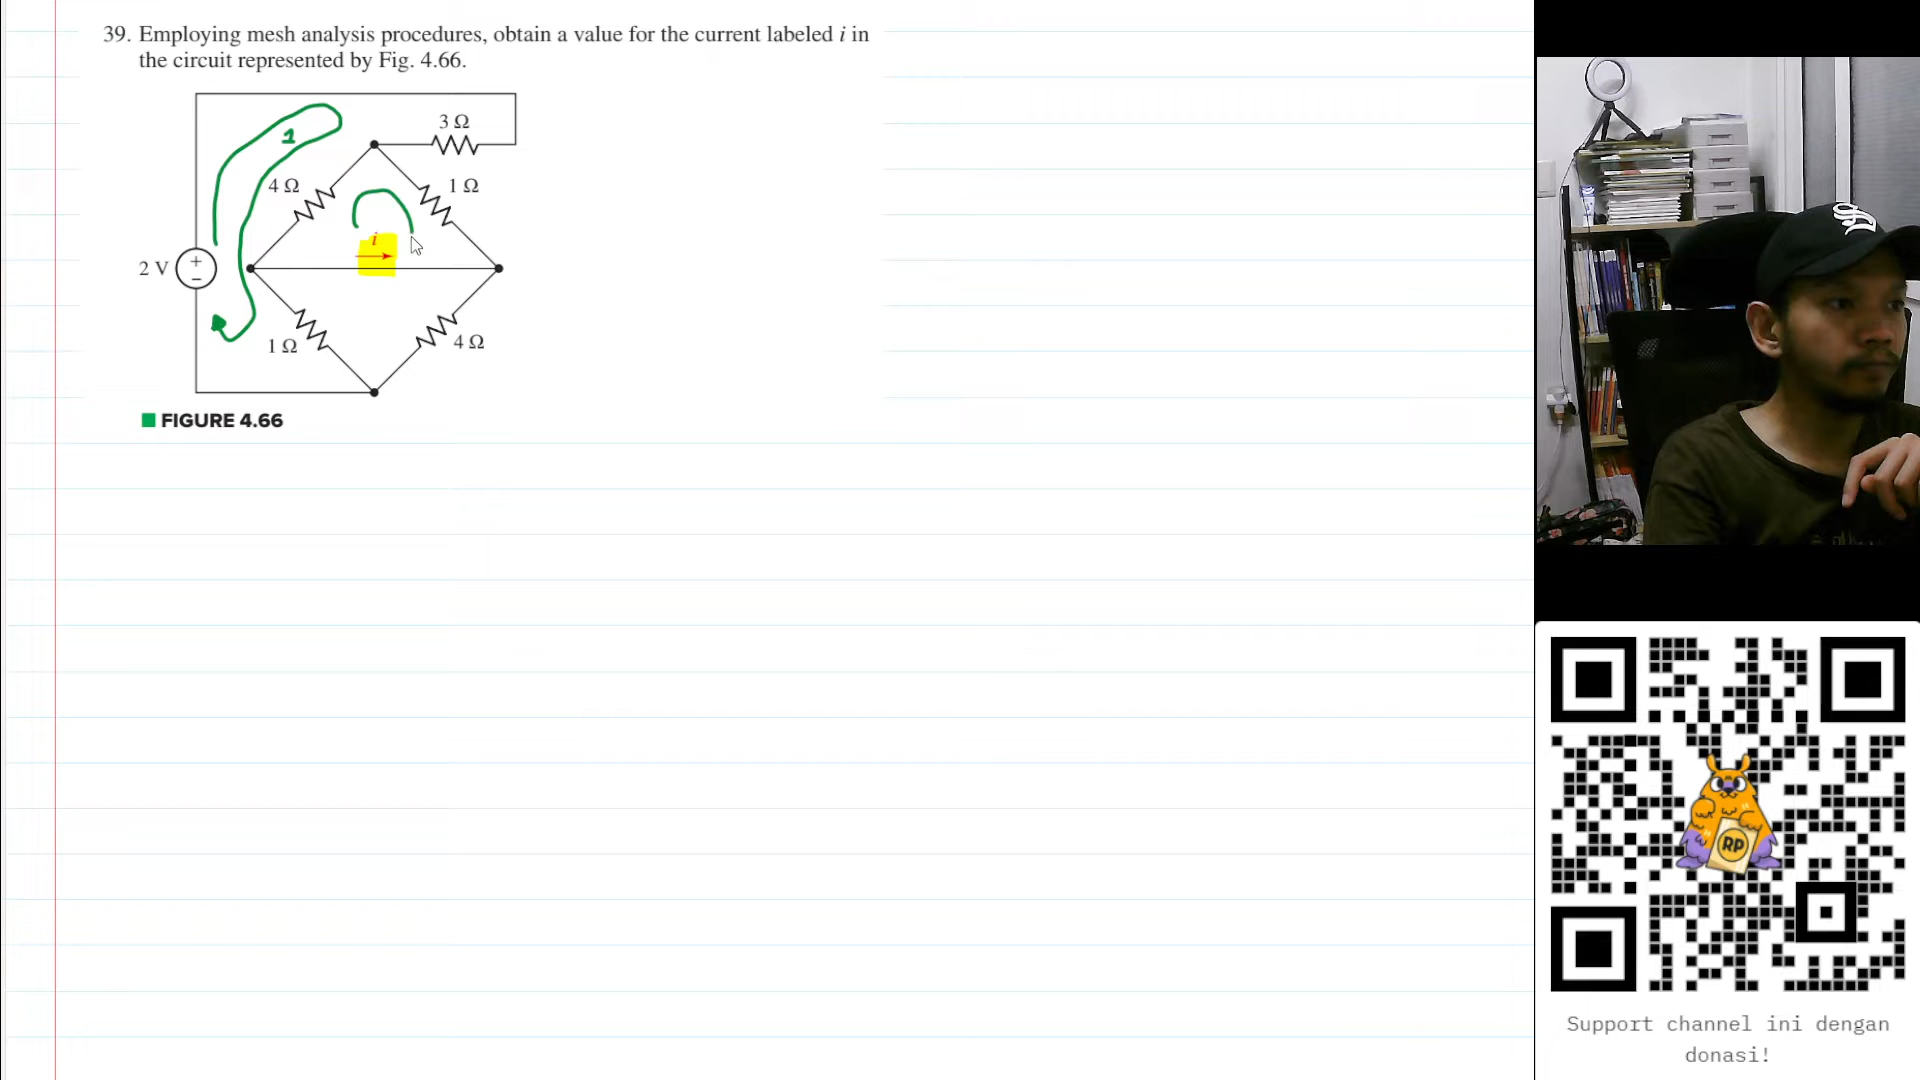 39. Employing mesh analysis procedures, obtain a value for the current labeled i in
the circuit represented by Fig. 4.66.
3 Ω
1
4 Ω
1 Ω
i
2 V
+
−
1 Ω
4 Ω
FIGURE 4.66
RP
Support channel ini dengan
donasi!